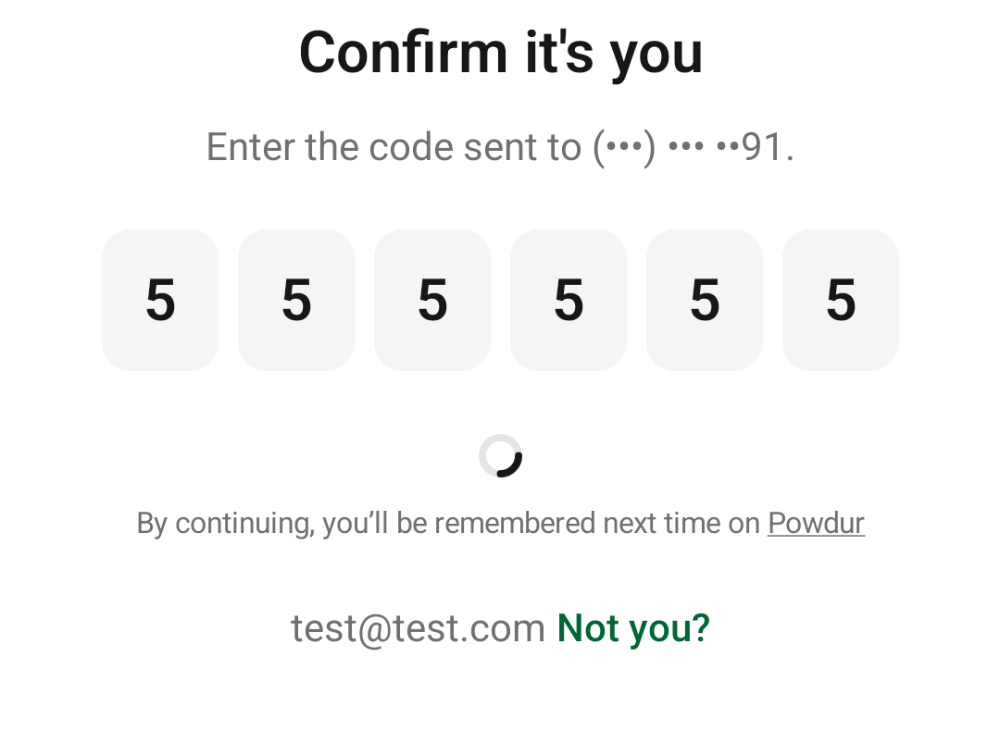 Confirm it's you
Enter the code sent to (•••) ••• ••91.
5 5 5 5 5 5
By continuing, you’ll be remembered next time on Powdur
test@test.com Not you?